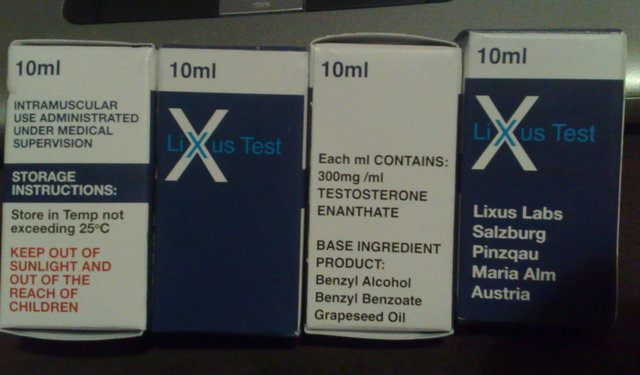 10ml
INTRAMUSCULAR
USE ADMINISTRATED
UNDER MEDICAL
SUPERVISION
STORAGE
INSTRUCTIONS:
Store in Temp not
exceeding 25°C
KEEP OUT OF
SUNLIGHT AND
OUT OF THE
REACH OF
CHILDREN
10ml
LiXus Test
10ml
Each ml CONTAINS:
300mg /ml
TESTOSTERONE
ENANTHATE
BASE INGREDIENT
PRODUCT:
Benzyl Alcohol
Benzyl Benzoate
Grapeseed Oil
10ml
LiXus Test
Lixus Labs
Salzburg
Pinzqau
Maria Alm
Austria